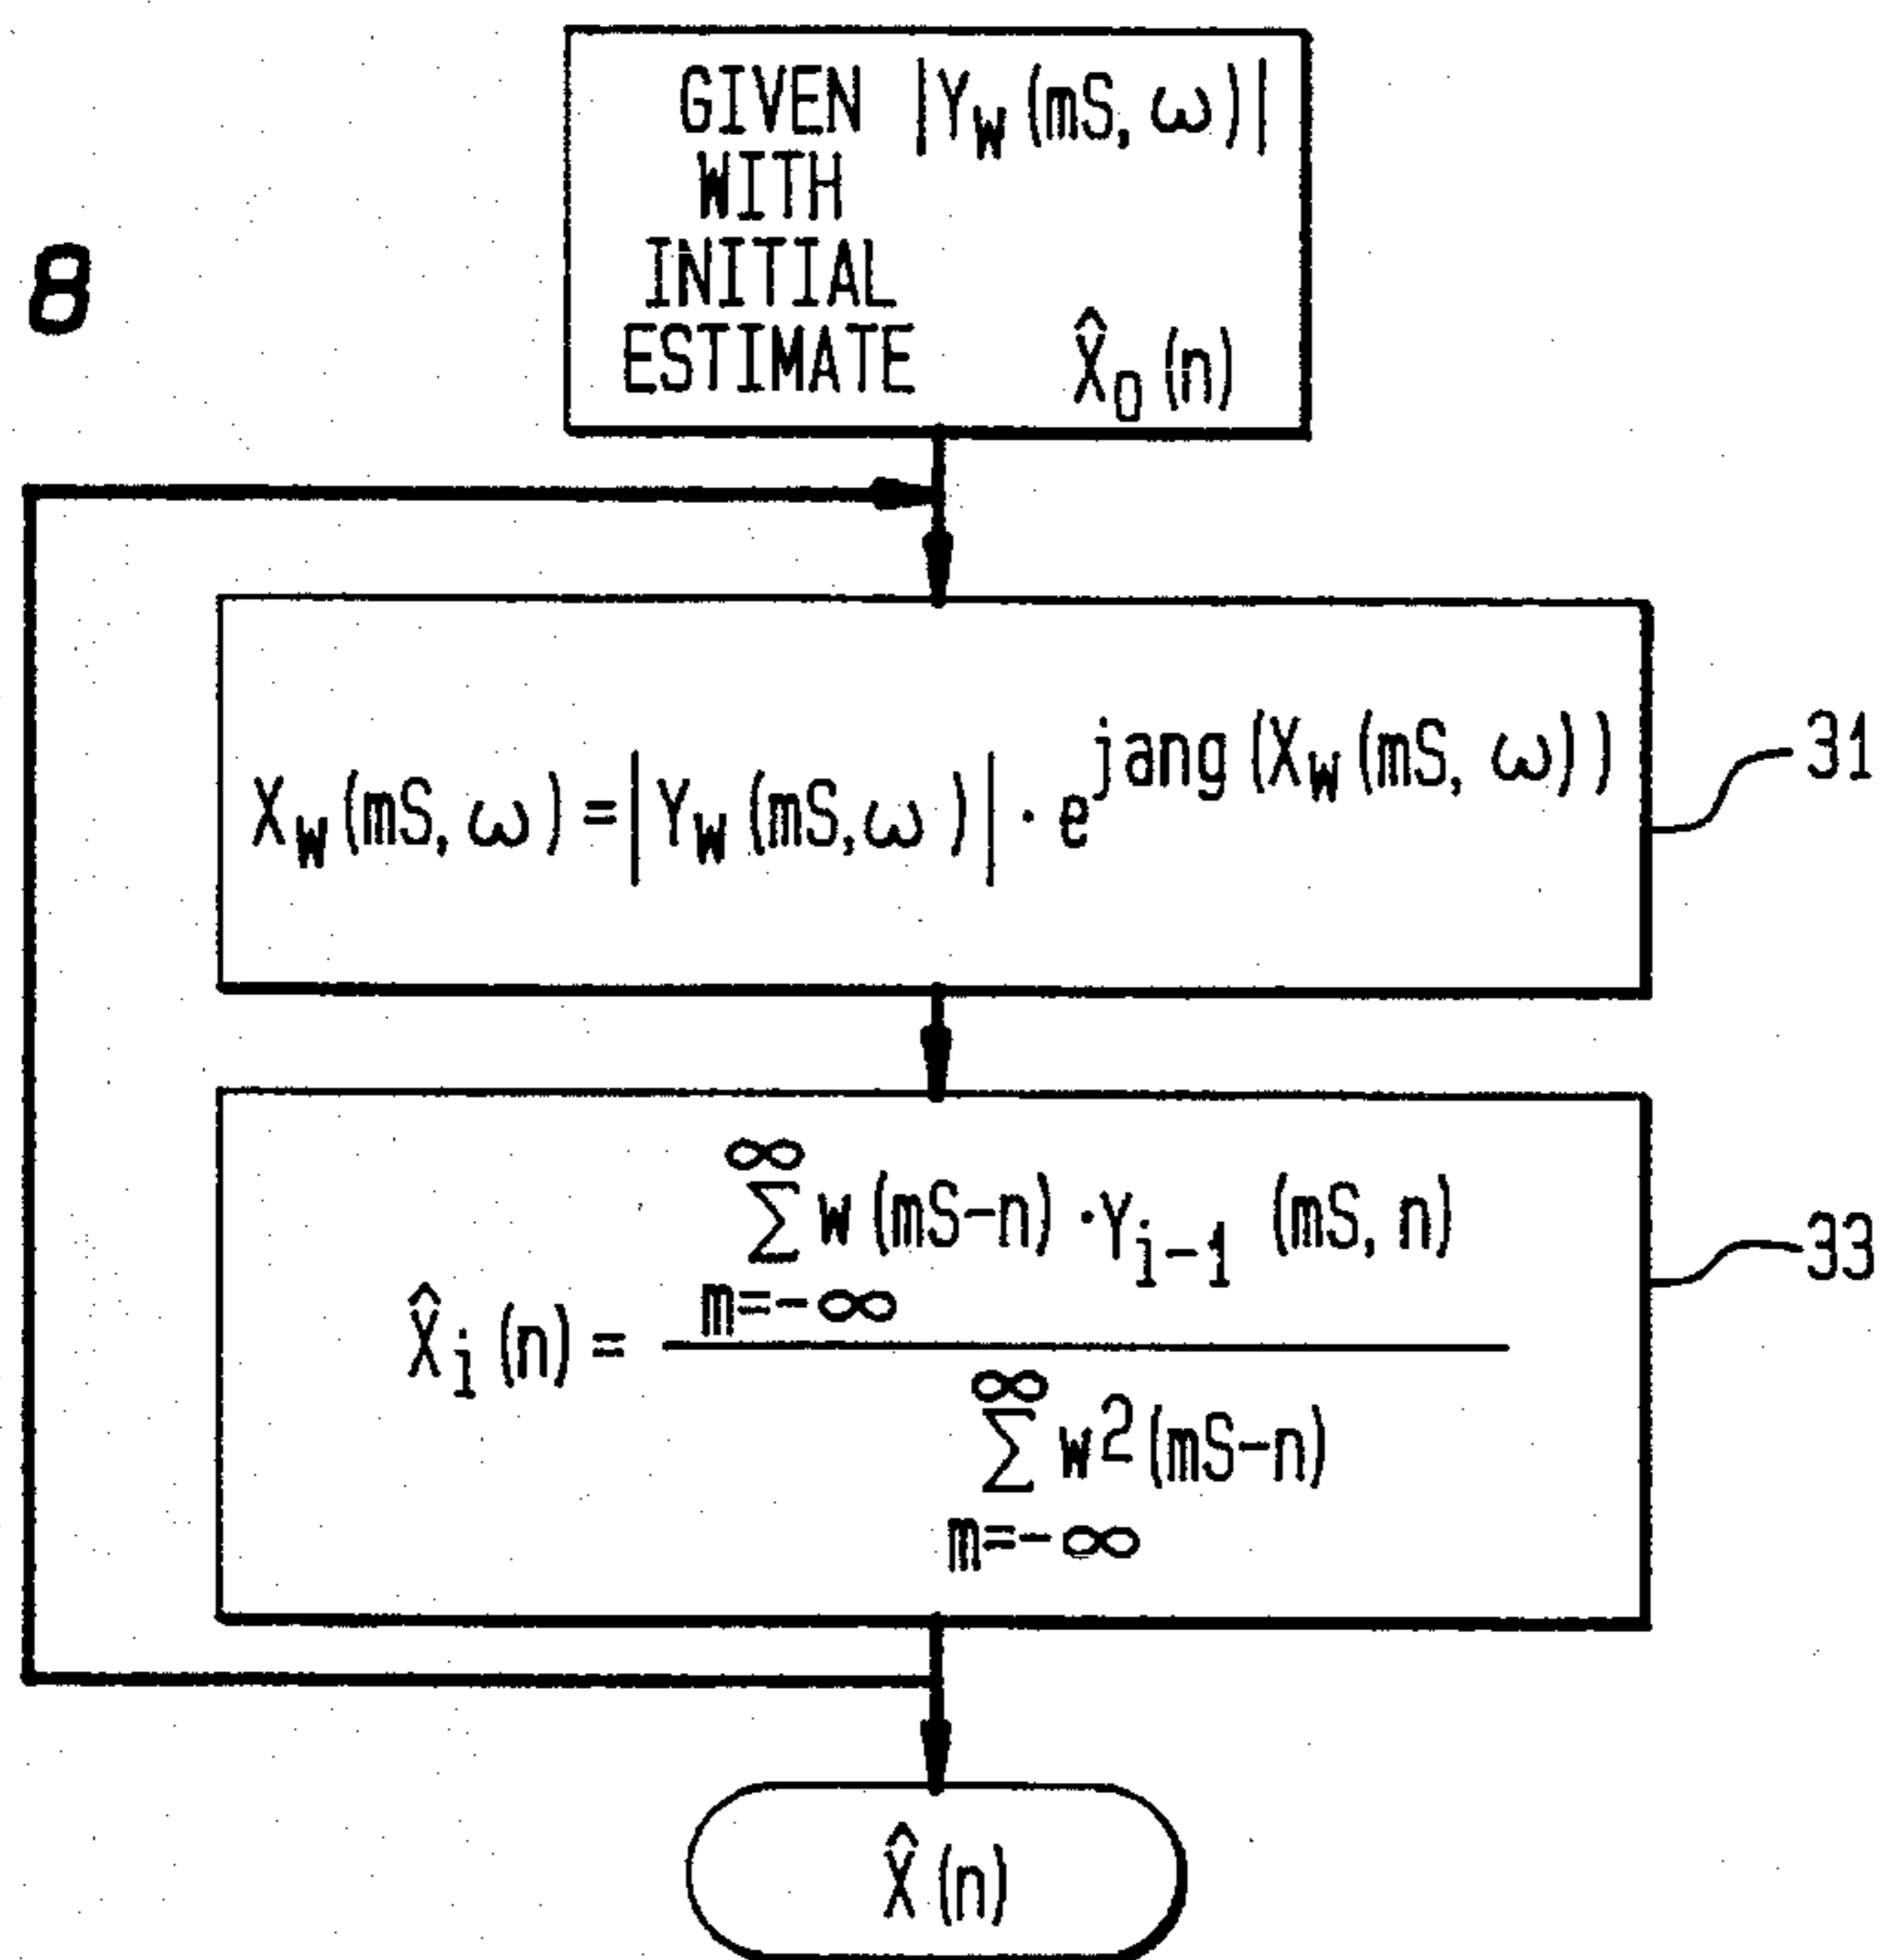 GIVEN |Y_W(mS, ω)|
WITH
INITIAL
ESTIMATE X̂_0(n)
8
X_W(mS, ω) = |Y_W(mS, ω)| · e^{jang(X_W(mS, ω))}
31
∞
∑ w(mS-n) · Y_{i-1} (mS, n)
m=-∞
X̂_i(n) =
∞
∑ w²(mS-n)
m=-∞
33
X̂(n)